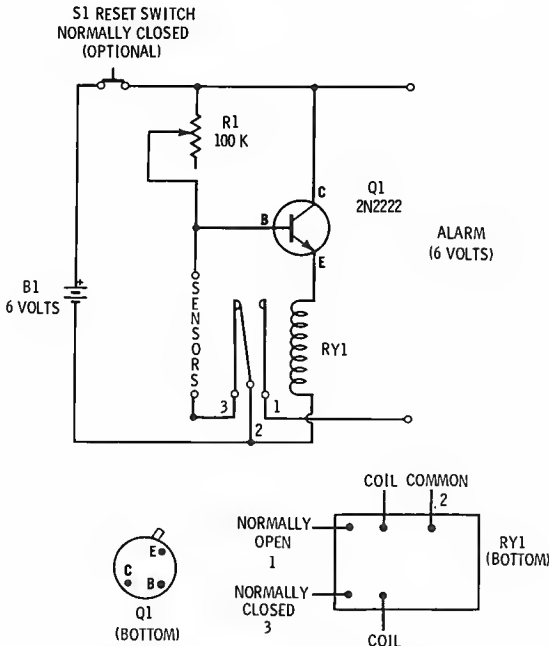 S1 RESET SWITCH
NORMALLY CLOSED
(OPTIONAL)
R1
100 K
C
Q1
2N2222
B
ALARM
(6 VOLTS)
E
B1
6 VOLTS
+
SENSORS
RY1
3
1
2
COIL COMMON
2
NORMALLY
OPEN
1
RY1
(BOTTOM)
E
C
B
NORMALLY
CLOSED
3
Q1
(BOTTOM)
COIL